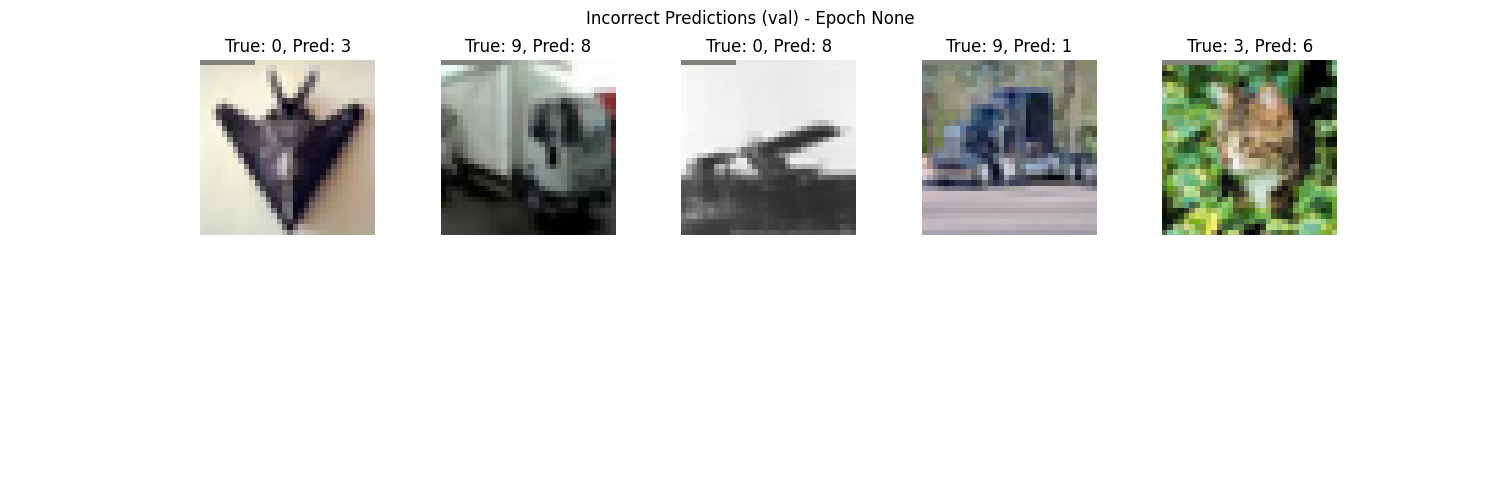 Incorrect Predictions (val) - Epoch None
True: 0, Pred: 3
True: 9, Pred: 8
True: 0, Pred: 8
True: 9, Pred: 1
True: 3, Pred: 6